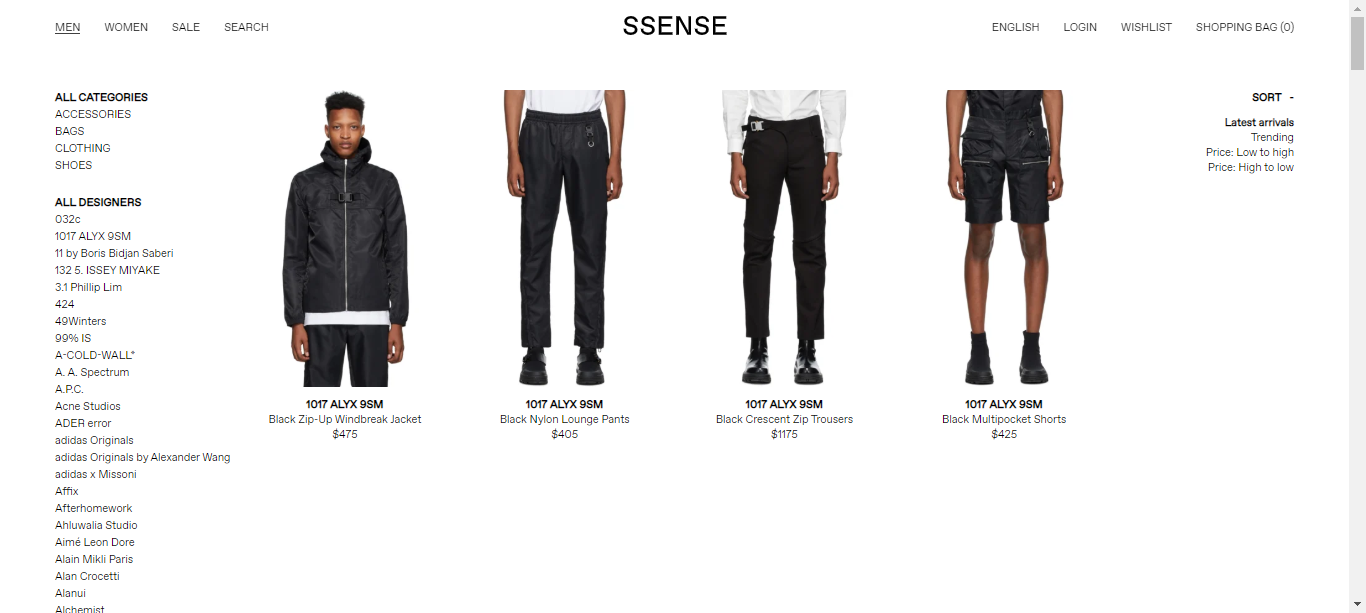 MEN WOMEN SALE SEARCH SSENSE ENGLISH LOGIN WISHLIST SHOPPING BAG (0)
ALL CATEGORIES
ACCESSORIES
BAGS
CLOTHING
SHOES
ALL DESIGNERS
032c
1017 ALYX 9SM
11 by Boris Bidjan Saberi
132 5. ISSEY MIYAKE
3.1 Phillip Lim
424
49Winters
99% IS
A-COLD-WALL*
A. A. Spectrum
A.P.C.
Acne Studios
ADER error
adidas Originals
adidas Originals by Alexander Wang
adidas x Missoni
Affix
Afterhomework
Ahluwalia Studio
Aimé Leon Dore
Alain Mikli Paris
Alan Crocetti
Alanui
Alchemist
1017 ALYX 9SM
Black Zip-Up Windbreak Jacket
$475
1017 ALYX 9SM
Black Nylon Lounge Pants
$405
1017 ALYX 9SM
Black Crescent Zip Trousers
$1175
1017 ALYX 9SM
Black Multipocket Shorts
$425
SORT -
Latest arrivals
Trending
Price: Low to high
Price: High to low